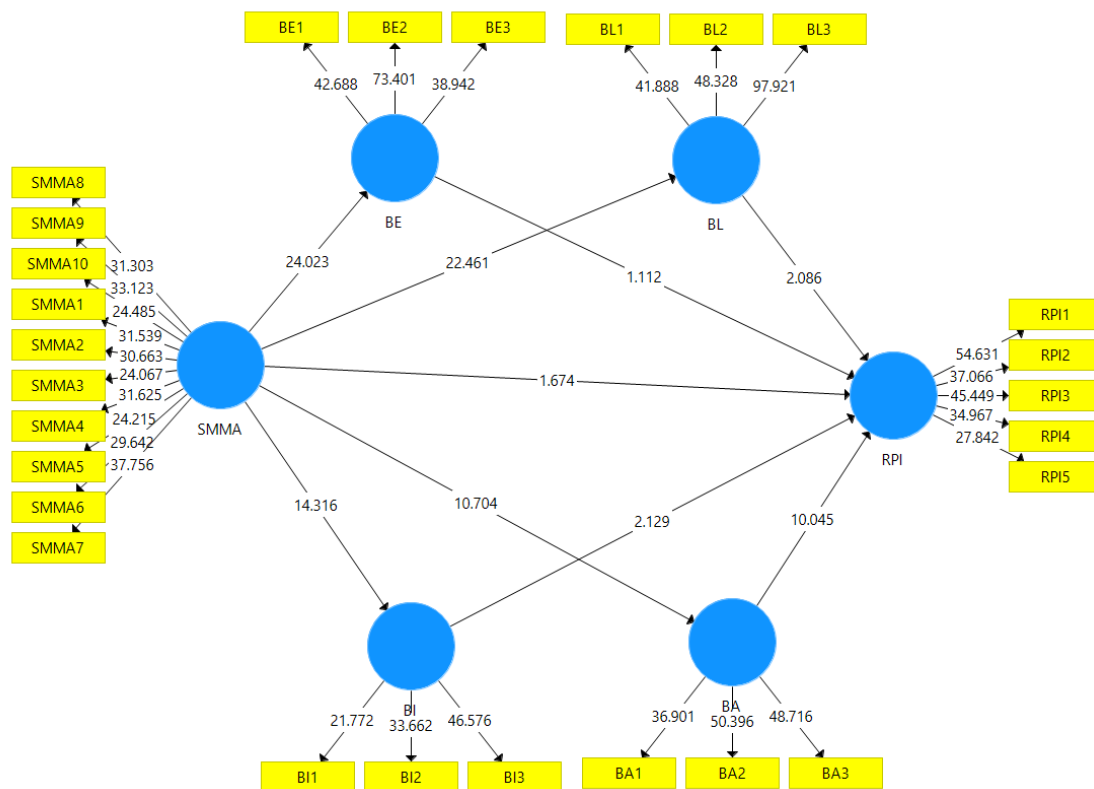 BE1
BE2
BE3
BL1
BL2
BL3
42.688
73.401
38.942
41.888
48.328
97.921
BE
BL
SMMA8
SMMA9
SMMA10
SMMA1
SMMA2
SMMA3
SMMA4
SMMA5
SMMA6
SMMA7
31.303
33.123
24.485
31.539
30.663
24.067
31.625
24.215
29.642
37.756
SMMA
24.023
22.461
1.112
2.086
1.674
14.316
10.704
2.129
10.045
RPI
54.631
37.066
45.449
34.967
27.842
RPI1
RPI2
RPI3
RPI4
RPI5
BI
BA
21.772
33.662
46.576
36.901
50.396
48.716
BI1
BI2
BI3
BA1
BA2
BA3